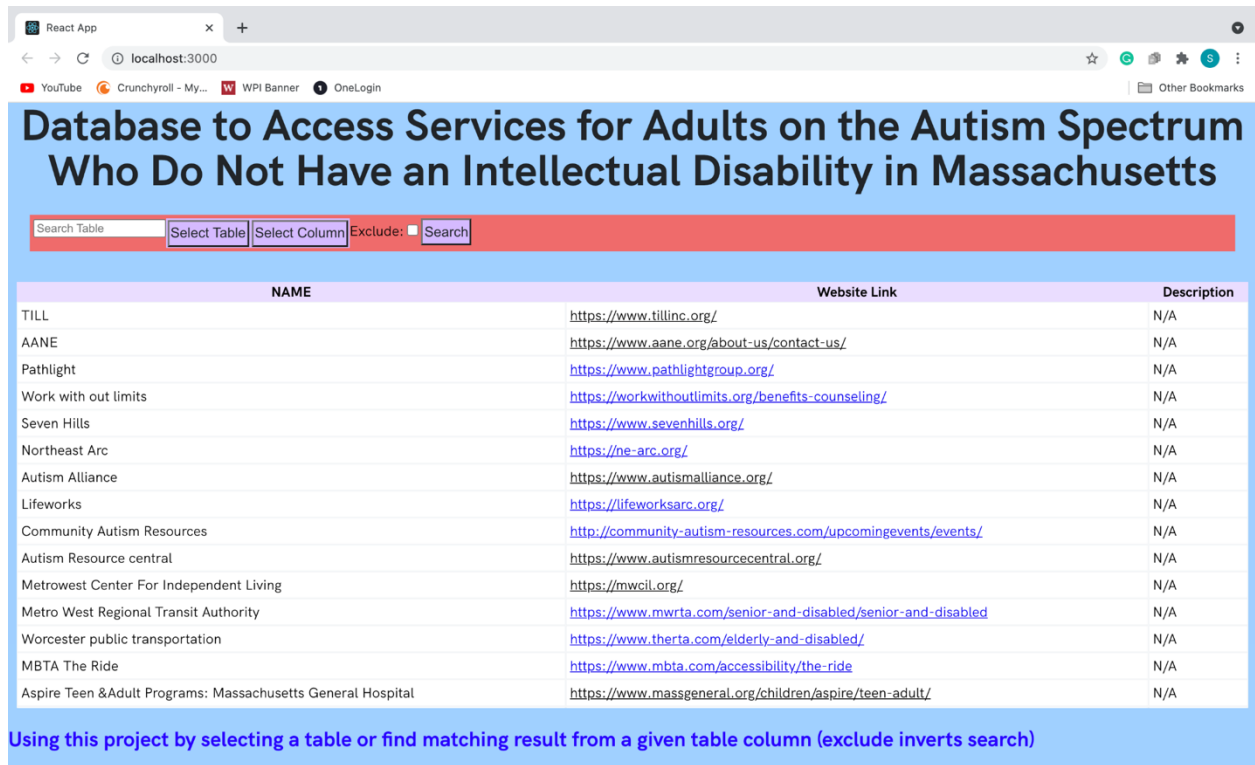 React App
localhost:3000
S
YouTube Crunchyroll - My... W WPI Banner 1 OneLogin Other Bookmarks
Database to Access Services for Adults on the Autism Spectrum
Who Do Not Have an Intellectual Disability in Massachusetts
Search Table Select Table Select Column Exclude: Search
NAME Website Link Description
TILL https://www.tillinc.org/ N/A
AANE https://www.aane.org/about-us/contact-us/ N/A
Pathlight https://www.pathlightgroup.org/ N/A
Work with out limits https://workwithoutlimits.org/benefits-counseling/ N/A
Seven Hills https://www.sevenhills.org/ N/A
Northeast Arc https://ne-arc.org/ N/A
Autism Alliance https://www.autismalliance.org/ N/A
Lifeworks https://lifeworksarc.org/ N/A
Community Autism Resources http://community-autism-resources.com/upcomingevents/events/ N/A
Autism Resource central https://www.autismresourcecentral.org/ N/A
Metrowest Center For Independent Living https://mwcil.org/ N/A
Metro West Regional Transit Authority https://www.mwrta.com/senior-and-disabled/senior-and-disabled N/A
Worcester public transportation https://www.therta.com/elderly-and-disabled/ N/A
MBTA The Ride https://www.mbta.com/accessibility/the-ride N/A
Aspire Teen &Adult Programs: Massachusetts General Hospital https://www.massgeneral.org/children/aspire/teen-adult/ N/A
Using this project by selecting a table or find matching result from a given table column (exclude inverts search)